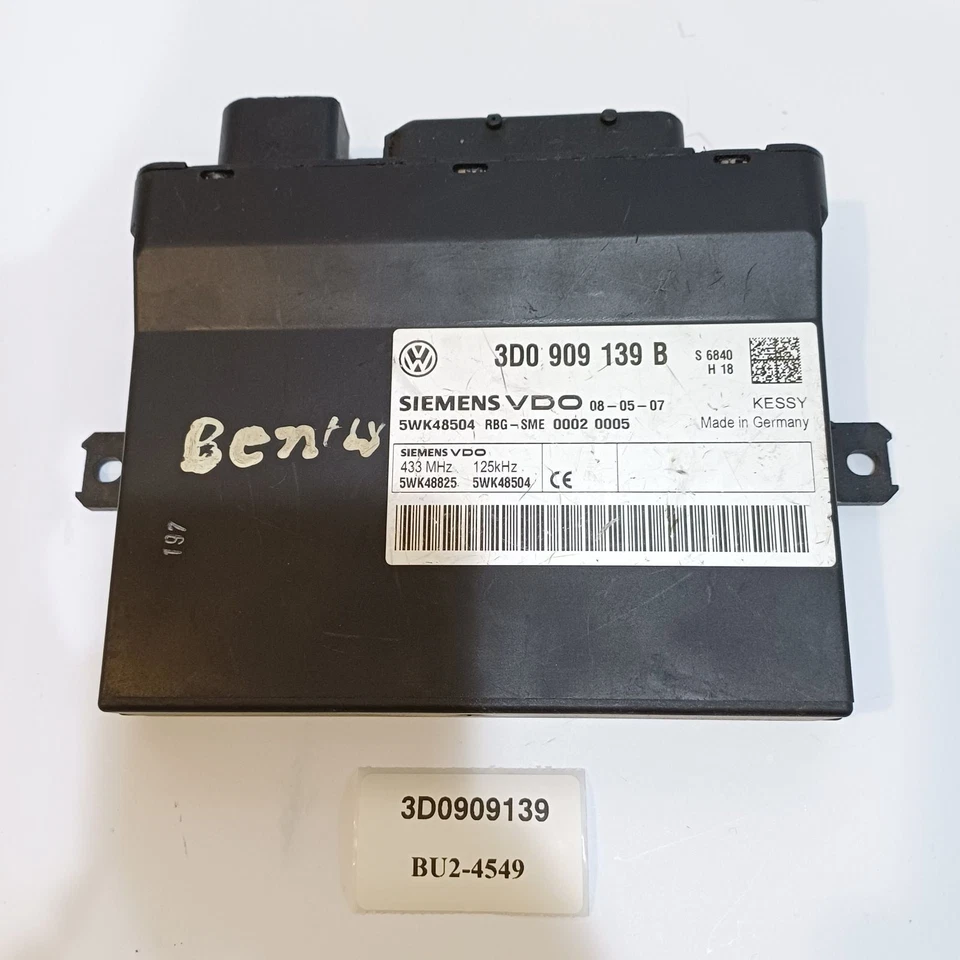 3D0 909 139 B
S 6840
H 18
SIEMENS VDO 08-05-07
KESSY
5WK48504 RBG-SME 0002 0005
Made in Germany
SIEMENS VDO
433 MHz 125kHz
5WK48825 5WK48504
CE
197
3D0909139
BU2-4549